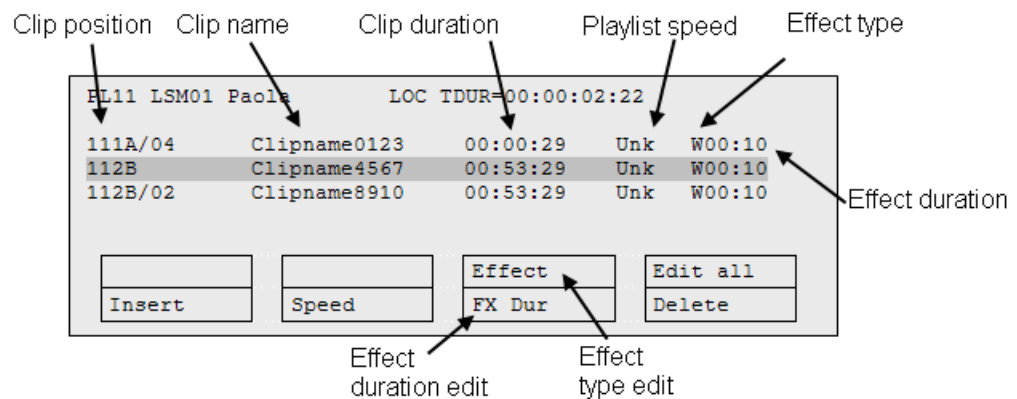 Clip position Clip name Clip duration Playlist speed Effect type
PL11 LSM01 Paola LOC TDUR=00:00:02:22
111A/04 Clipname0123 00:00:29 Unk W00:10
112B Clipname4567 00:53:29 Unk W00:10
112B/02 Clipname8910 00:53:29 Unk W00:10
Effect duration
Effect Edit all
Insert Speed FX Dur Delete
Effect
duration edit
Effect
type edit